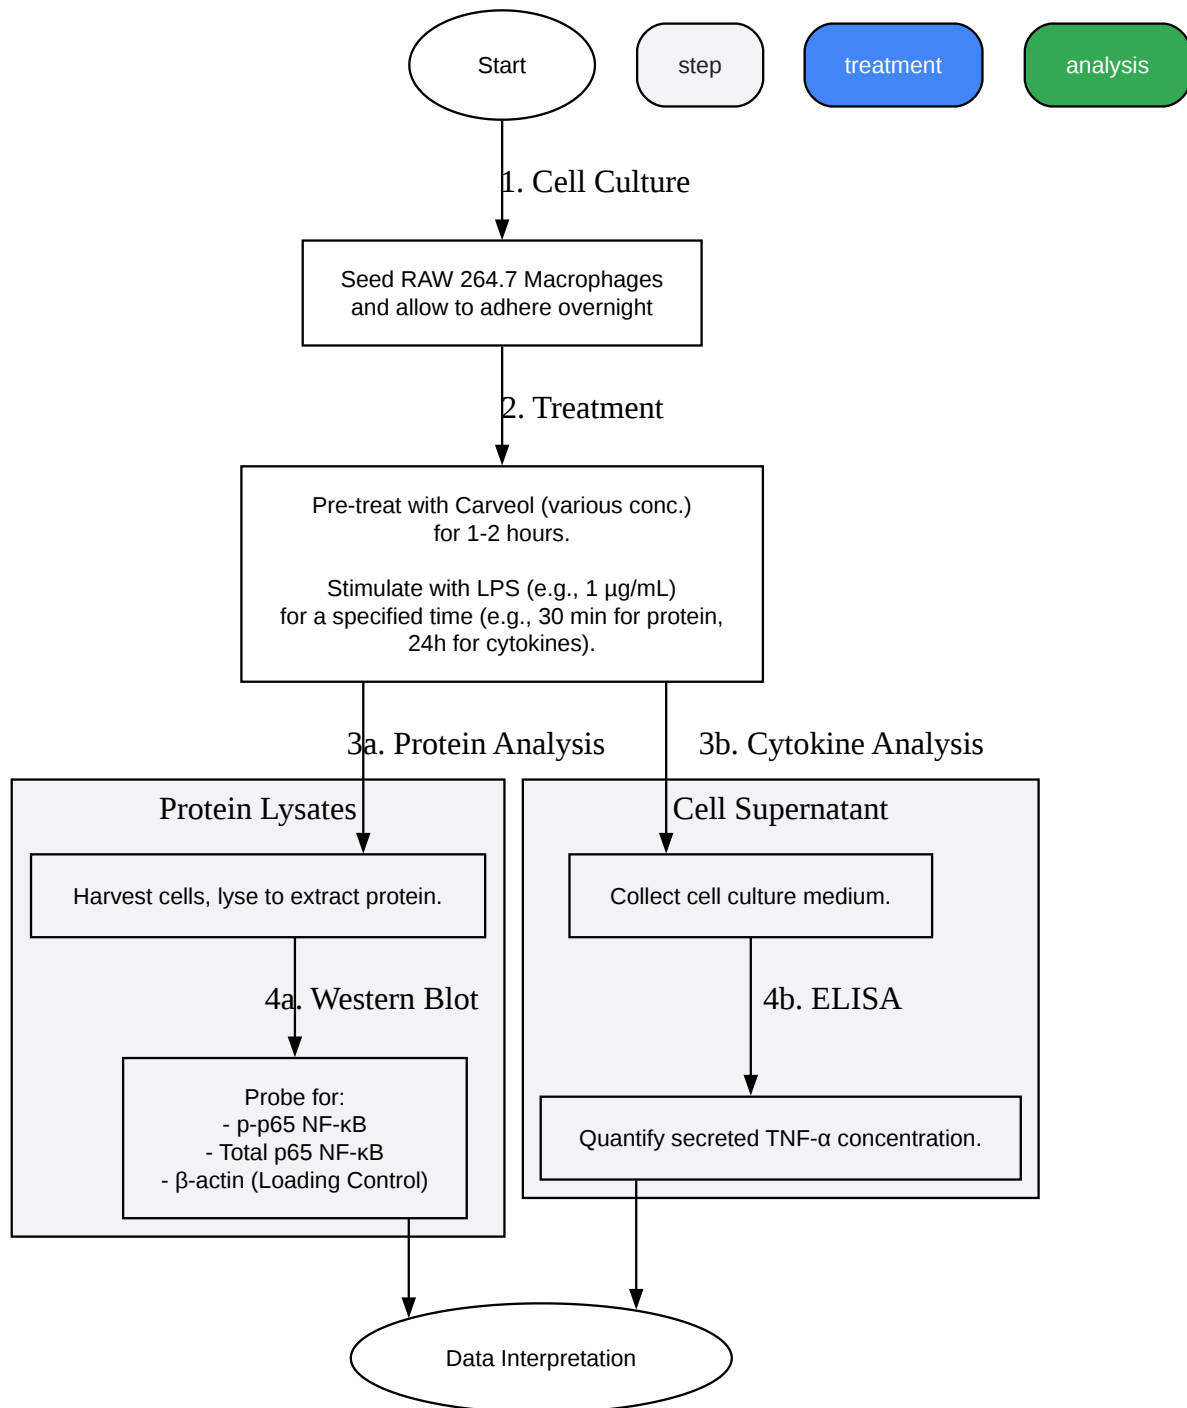 Start
step
treatment
analysis
1. Cell Culture
Seed RAW 264.7 Macrophages
and allow to adhere overnight
2. Treatment
Pre-treat with Carveol (various conc.)
for 1-2 hours.
Stimulate with LPS (e.g., 1 µg/mL)
for a specified time (e.g., 30 min for protein,
24h for cytokines).
3a. Protein Analysis
3b. Cytokine Analysis
Protein Lysates
Cell Supernatant
Harvest cells, lyse to extract protein.
Collect cell culture medium.
4a. Western Blot
4b. ELISA
Probe for:
- p-p65 NF-κB
- Total p65 NF-κB
- β-actin (Loading Control)
Quantify secreted TNF-α concentration.
Data Interpretation